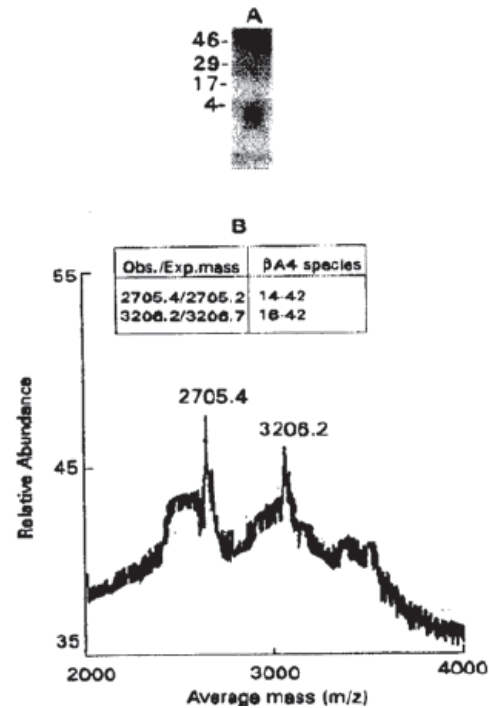 A
46-
29-
17-
4-
B
Obs./Exp.mass βA4 species
2705.4/2705.2 14-42
3206.2/3206.7 16-42
55
2705.4
3206.2
45
Relative Abundance
35
2000 3000 4000
Average mass (m/z)